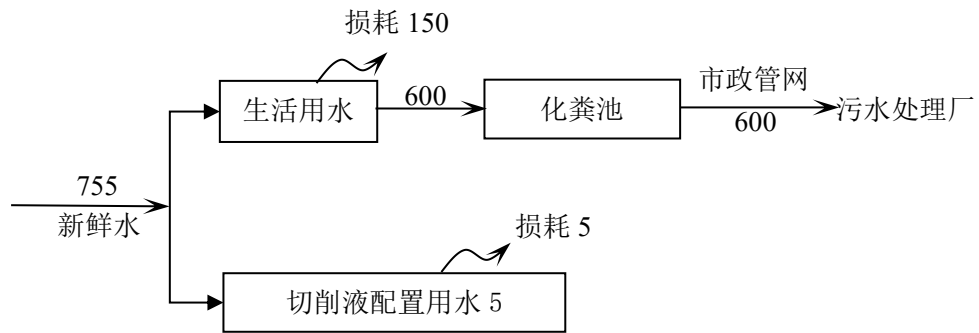 损耗 150
生活用水
600
化粪池
市政管网
600
污水处理厂
755
新鲜水
损耗 5
切削液配置用水 5